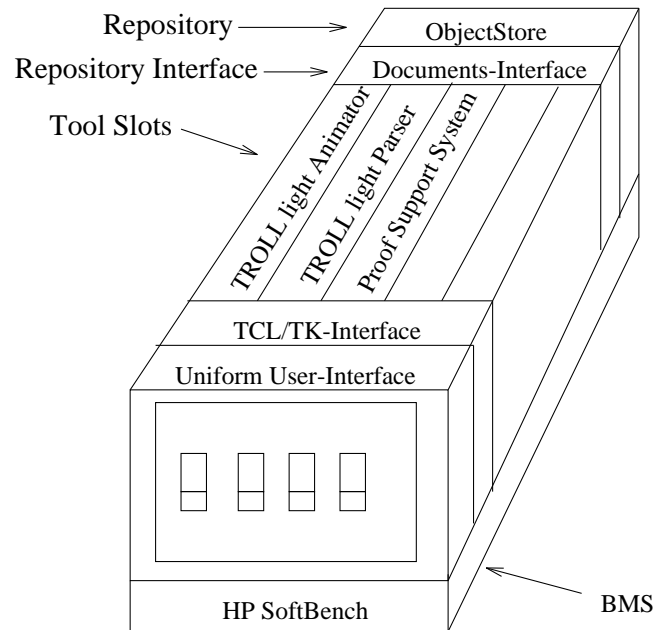 Repository
ObjectStore
Repository Interface
Documents-Interface
Tool Slots
TROLL light Animator
TROLL light Parser
Proof Support System
TCL/TK-Interface
Uniform User-Interface
HP SoftBench
BMS